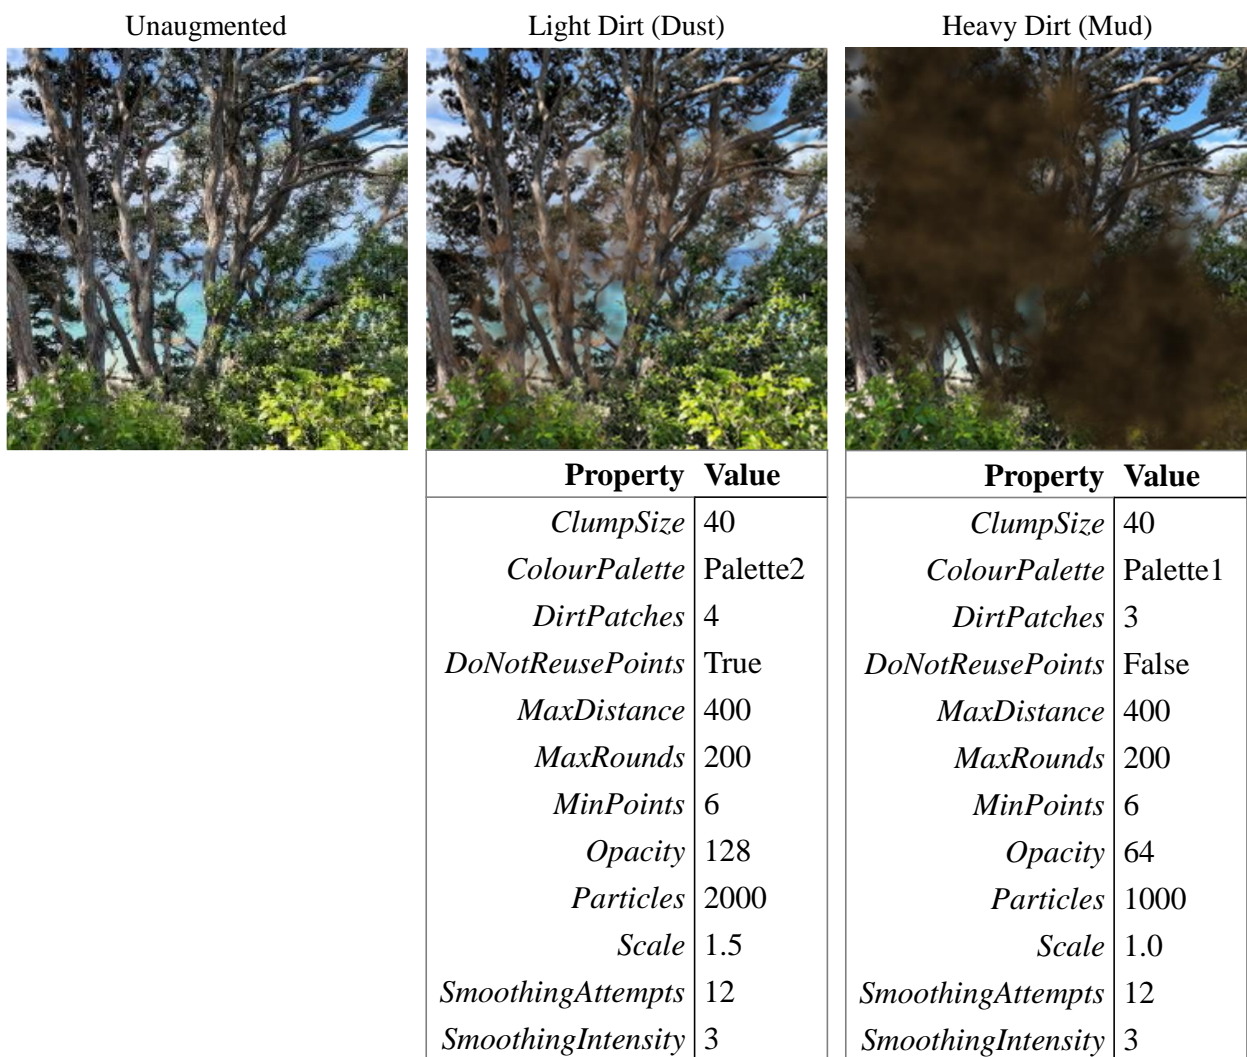 Unaugmented Light Dirt (Dust) Heavy Dirt (Mud)
Property Value Property Value
ClumpSize 40 ClumpSize 40
ColourPalette Palette2 ColourPalette Palette1
DirtPatches 4 DirtPatches 3
DoNotReusePoints True DoNotReusePoints False
MaxDistance 400 MaxDistance 400
MaxRounds 200 MaxRounds 200
MinPoints 6 MinPoints 6
Opacity 128 Opacity 64
Particles 2000 Particles 1000
Scale 1.5 Scale 1.0
SmoothingAttempts 12 SmoothingAttempts 12
SmoothingIntensity 3 SmoothingIntensity 3